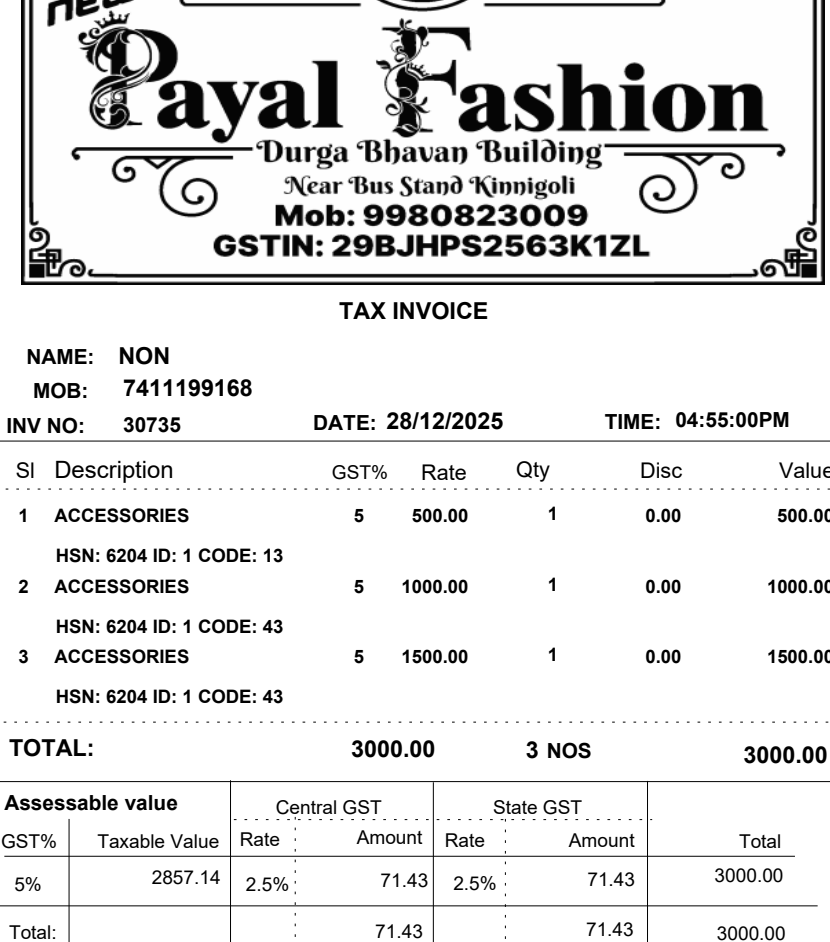 new
Payal Fashion
Durga Bhavan Building
Near Bus Stand Kinnigoli
Mob: 9980823009
GSTIN: 29BJHPS2563K1ZL
TAX INVOICE
NAME: NON
MOB: 7411199168
INV NO: 30735 DATE: 28/12/2025 TIME: 04:55:00PM
Sl Description GST% Rate Qty Disc Value
1 ACCESSORIES 5 500.00 1 0.00 500.00
HSN: 6204 ID: 1 CODE: 13
2 ACCESSORIES 5 1000.00 1 0.00 1000.00
HSN: 6204 ID: 1 CODE: 43
3 ACCESSORIES 5 1500.00 1 0.00 1500.00
HSN: 6204 ID: 1 CODE: 43
TOTAL: 3000.00 3 NOS 3000.00
Assessable value Central GST State GST
GST% Taxable Value Rate Amount Rate Amount Total
5% 2857.14 2.5% 71.43 2.5% 71.43 3000.00
Total: 71.43 71.43 3000.00